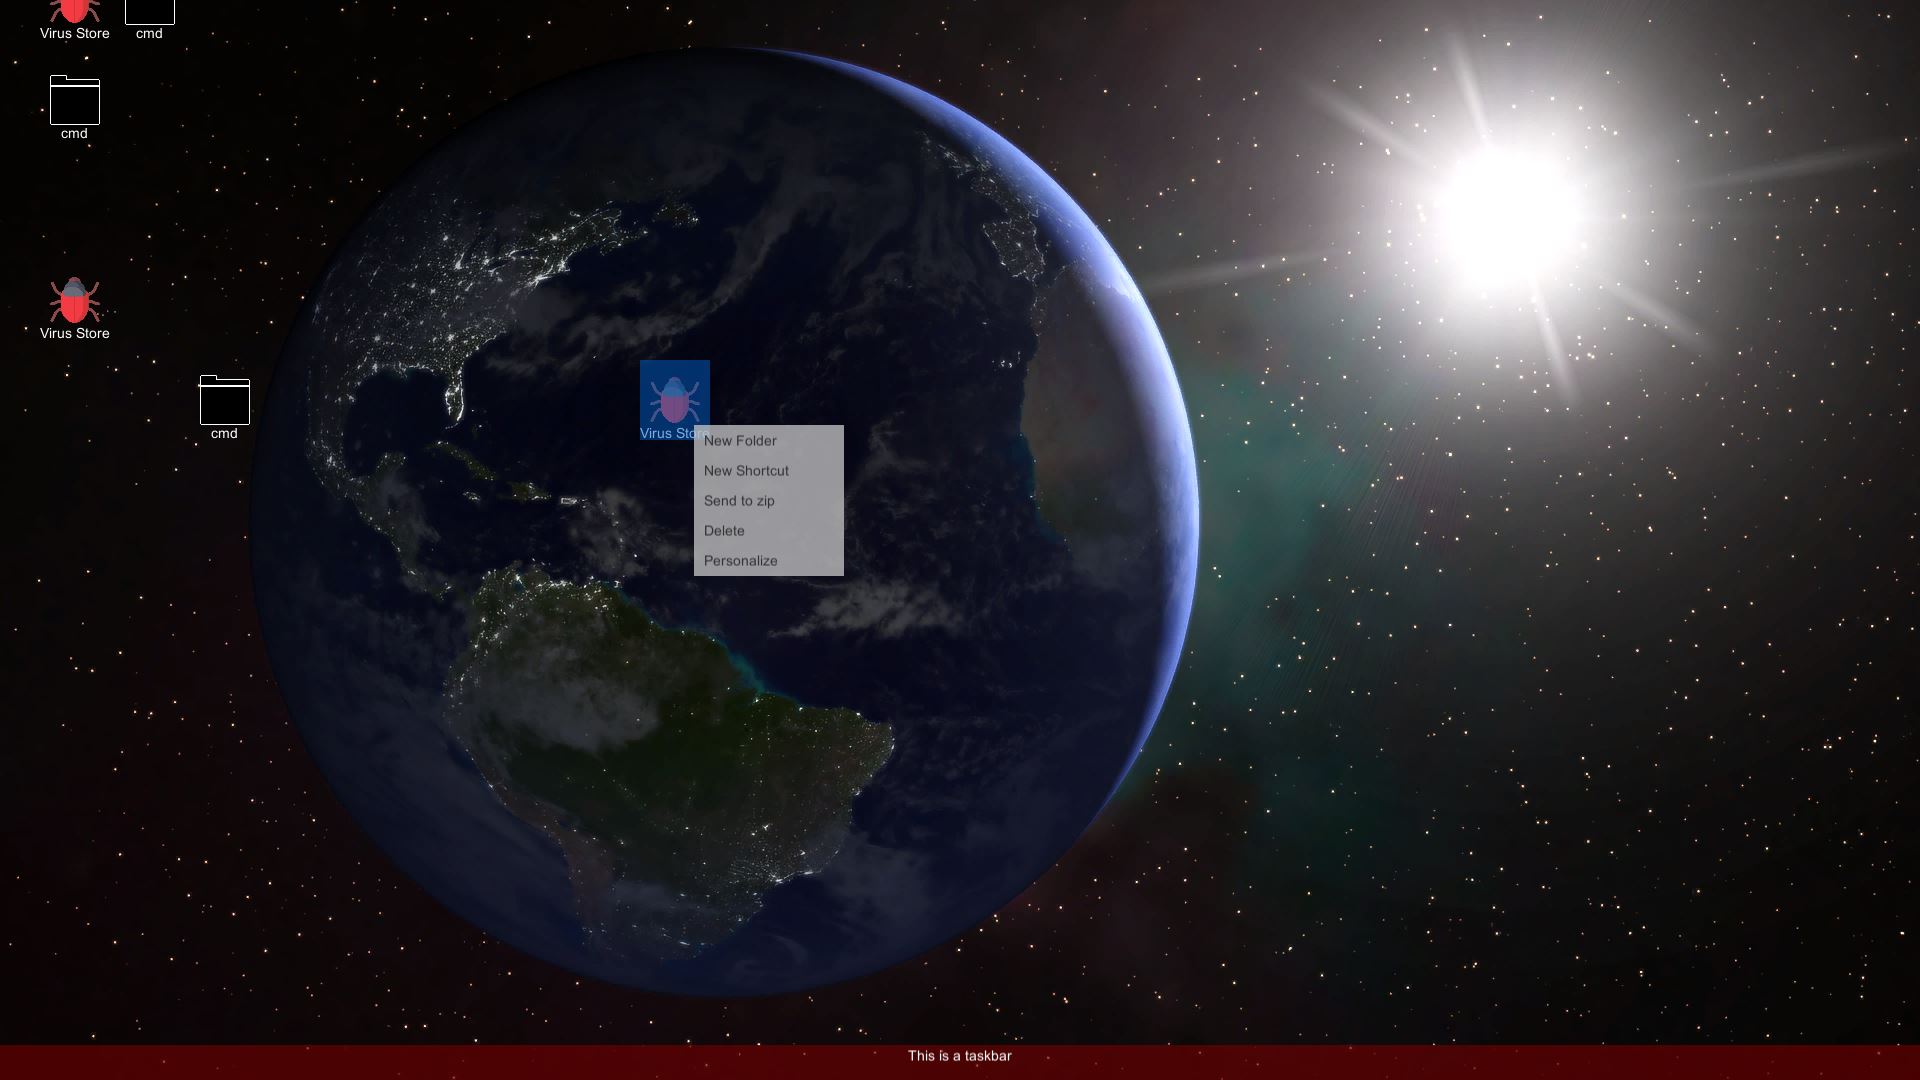 Virus Store
cmd
cmd
Virus Store
cmd
Virus Store
New Folder
New Shortcut
Send to zip
Delete
Personalize
This is a taskbar